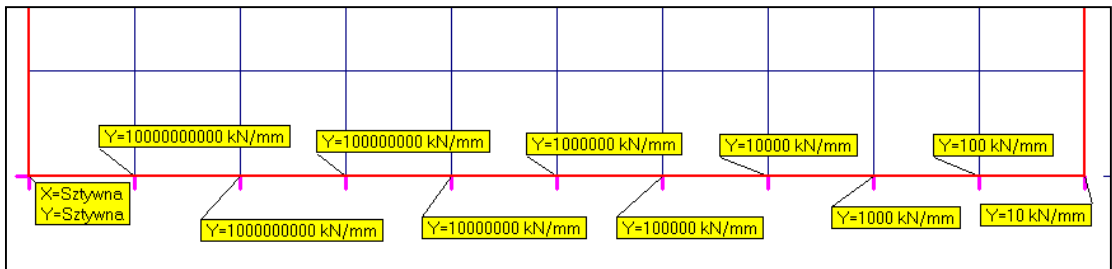 Y=10000000000 kN/mm
Y=100000000 kN/mm
Y=1000000 kN/mm
Y=10000 kN/mm
Y=100 kN/mm
X=Sztywna
Y=Sztywna
Y=1000000000 kN/mm
Y=10000000 kN/mm
Y=100000 kN/mm
Y=1000 kN/mm
Y=10 kN/mm